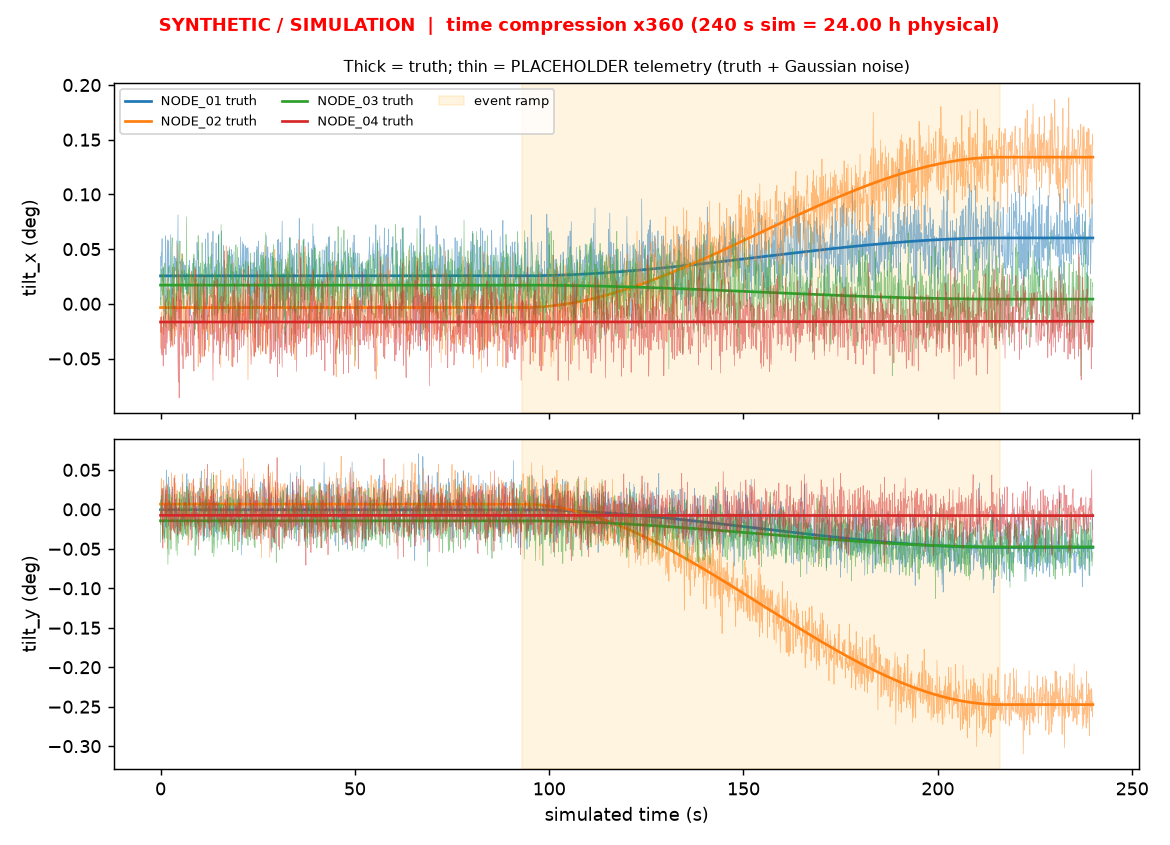 SYNTHETIC / SIMULATION | time compression x360 (240 s sim = 24.00 h physical)
Thick = truth; thin = PLACEHOLDER telemetry (truth + Gaussian noise)
NODE_01 truth
NODE_02 truth
NODE_03 truth
NODE_04 truth
event ramp
tilt_x (deg)
0.20
0.15
0.10
0.05
0.00
−0.05
tilt_y (deg)
0.05
0.00
−0.05
−0.10
−0.15
−0.20
−0.25
−0.30
0 50 100 150 200 250
simulated time (s)